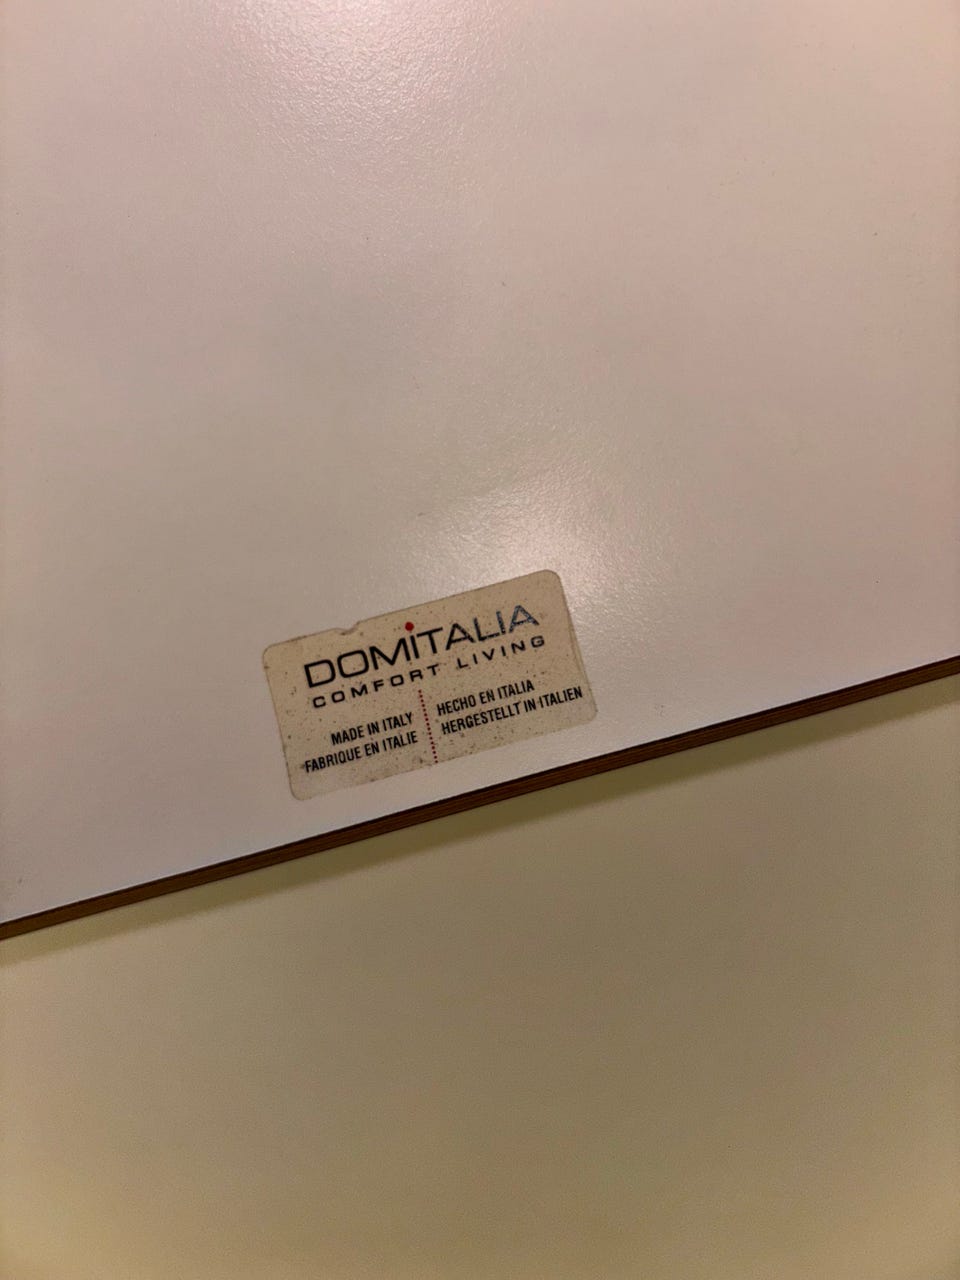 DOMITALIA
COMFORT LIVING
MADE IN ITALY
FABRIQUE EN ITALIE
HECHO EN ITALIA
HERGESTELLT IN ITALIEN